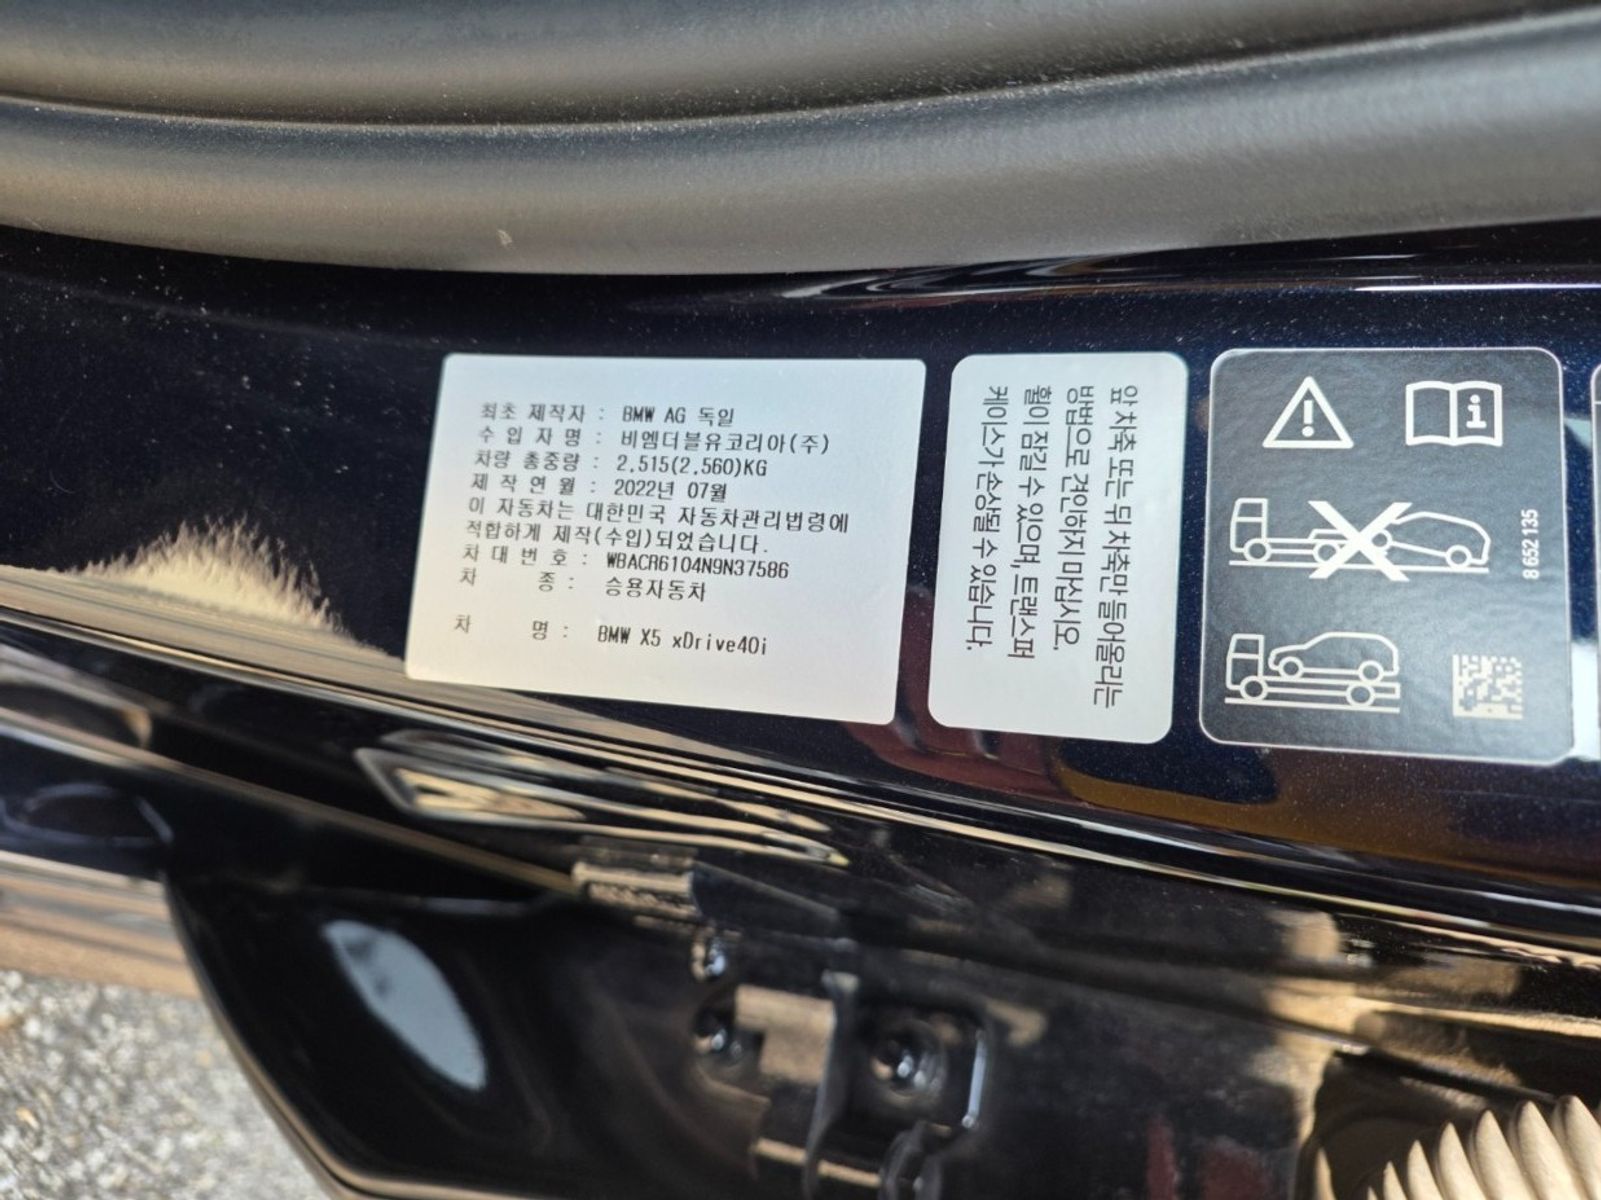 최초 제작자 : BMW AG 독일
수 입 자 명 : 비엠더블유코리아(주)
차량 총중량 : 2,515(2,560)KG
제 작 연 월 : 2022년 07월
이 자동차는 대한민국 자동차관리법령에
적합하게 제작(수입)되었습니다.
차 대 번 호 : WBACR6104N9N37586
차 종 : 승용자동차
차 명 : BMW X5 xDrive40i
앞 차축 또는 뒤 차축만 들어올리는
방법으로 견인하지 마십시오.
휠이 잠길 수 있으며, 트랜스퍼
케이스가 손상될 수 있습니다.
8 652 135